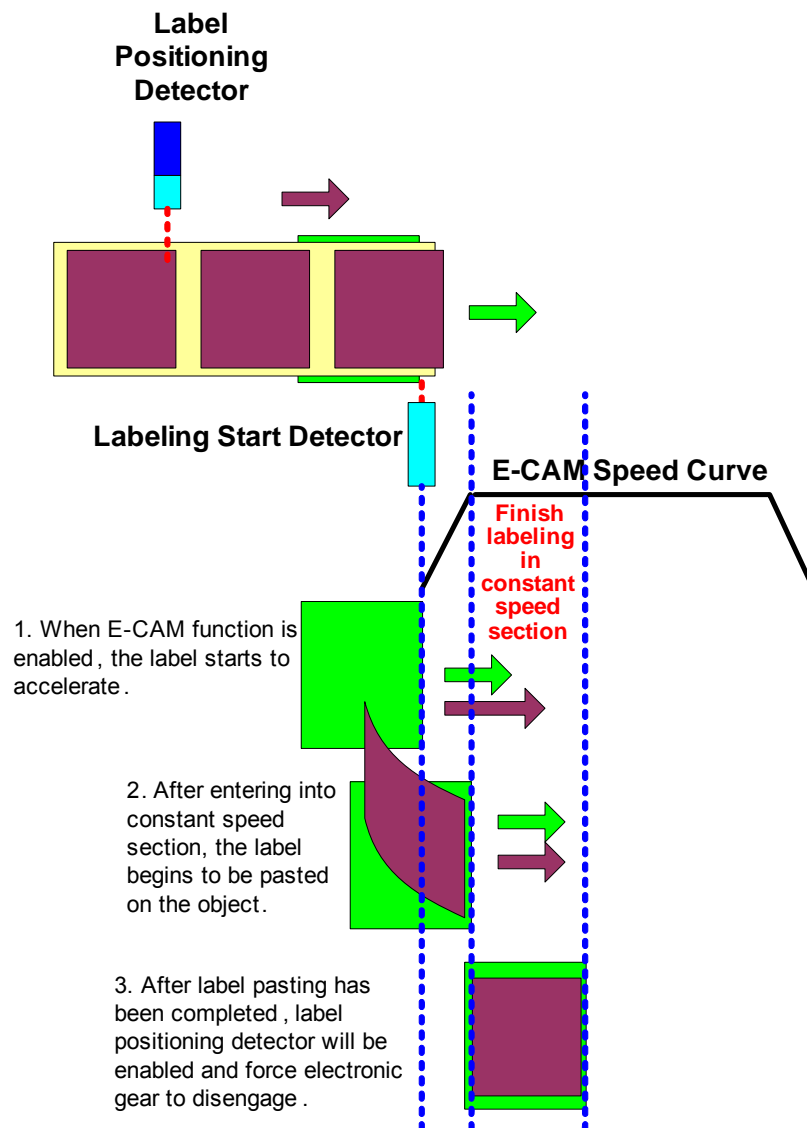 Label
Positioning
Detector
Labeling Start Detector
E-CAM Speed Curve
Finish
labeling
in
constant
speed
section
1. When E-CAM function is
enabled, the label starts to
accelerate.
2. After entering into
constant speed
section, the label
begins to be pasted
on the object.
3. After label pasting has
been completed, label
positioning detector will be
enabled and force electronic
gear to disengage.